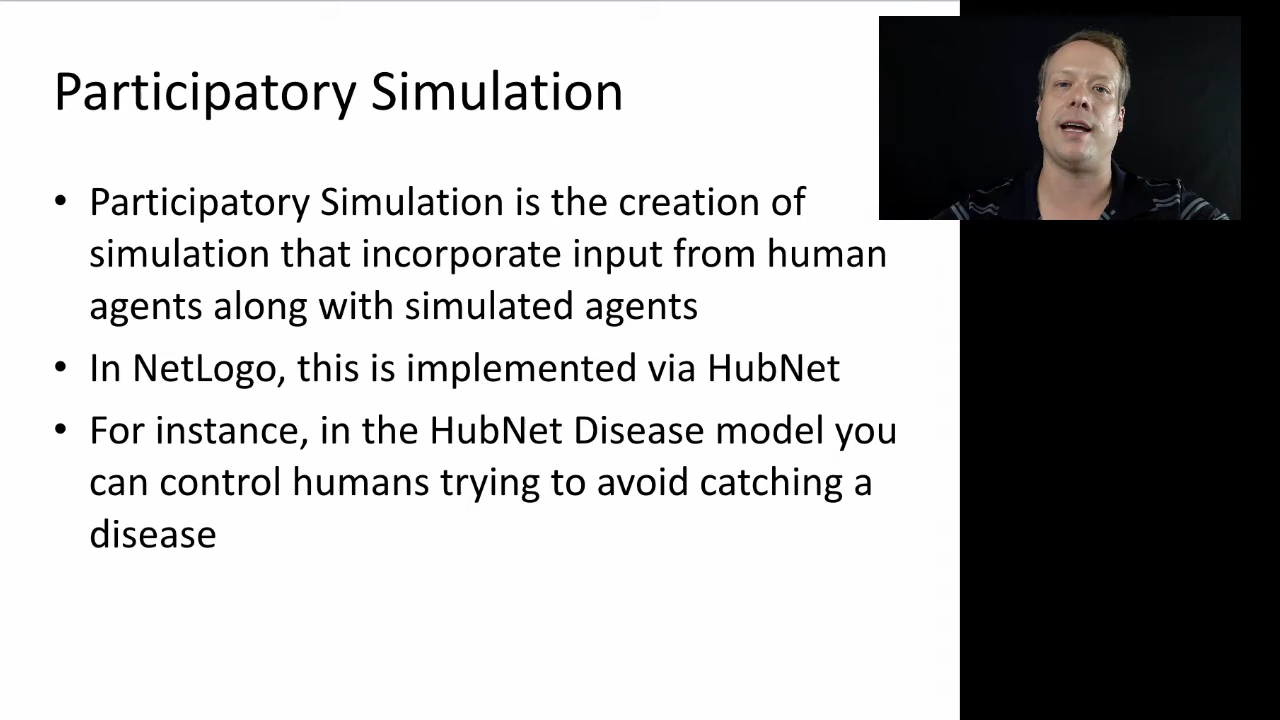 Participatory Simulation
• Participatory Simulation is the creation of
simulation that incorporate input from human
agents along with simulated agents
• In NetLogo, this is implemented via HubNet
• For instance, in the HubNet Disease model you
can control humans trying to avoid catching a
disease